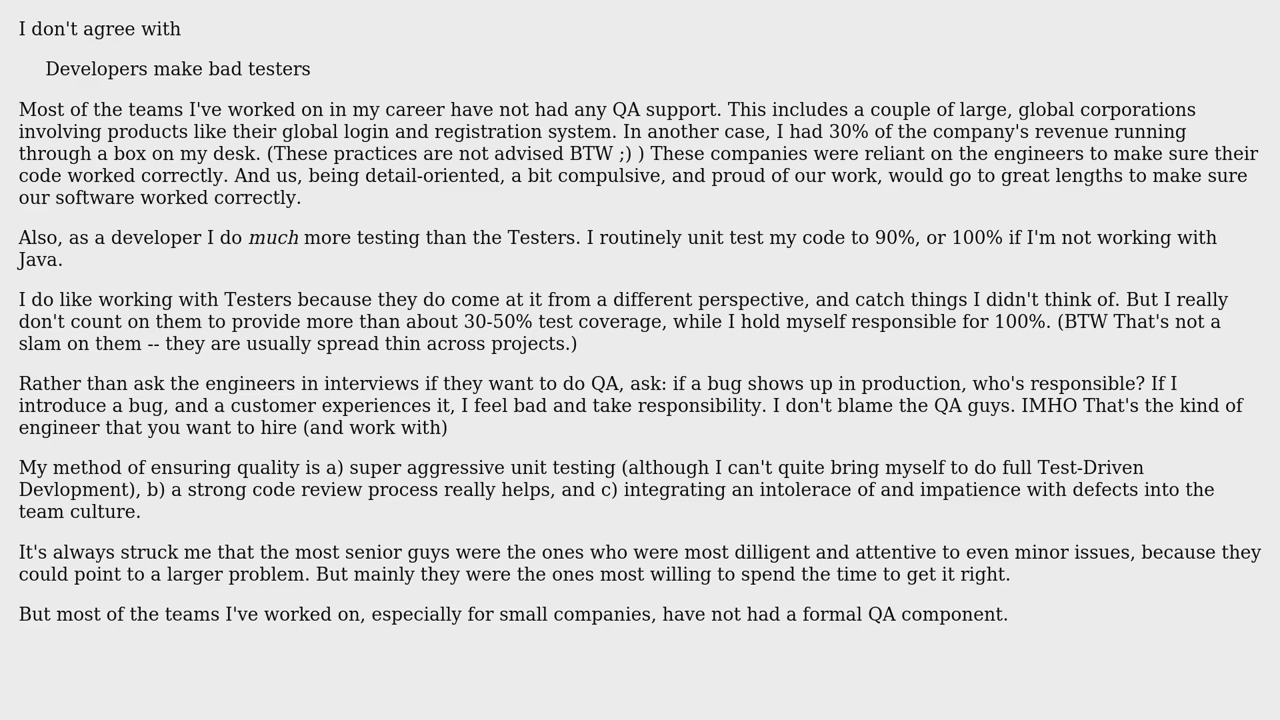 I don't agree with
Developers make bad testers
Most of the teams I've worked on in my career have not had any QA support. This includes a couple of large, global corporations
involving products like their global login and registration system. In another case, I had 30% of the company's revenue running
through a box on my desk. (These practices are not advised BTW ;) ) These companies were reliant on the engineers to make sure their
code worked correctly. And us, being detail-oriented, a bit compulsive, and proud of our work, would go to great lengths to make sure
our software worked correctly.
Also, as a developer I do much more testing than the Testers. I routinely unit test my code to 90%, or 100% if I'm not working with
Java.
I do like working with Testers because they do come at it from a different perspective, and catch things I didn't think of. But I really
don't count on them to provide more than about 30-50% test coverage, while I hold myself responsible for 100%. (BTW That's not a
slam on them -- they are usually spread thin across projects.)
Rather than ask the engineers in interviews if they want to do QA, ask: if a bug shows up in production, who's responsible? If I
introduce a bug, and a customer experiences it, I feel bad and take responsibility. I don't blame the QA guys. IMHO That's the kind of
engineer that you want to hire (and work with)
My method of ensuring quality is a) super aggressive unit testing (although I can't quite bring myself to do full Test-Driven
Devlopment), b) a strong code review process really helps, and c) integrating an intolerace of and impatience with defects into the
team culture.
It's always struck me that the most senior guys were the ones who were most dilligent and attentive to even minor issues, because they
could point to a larger problem. But mainly they were the ones most willing to spend the time to get it right.
But most of the teams I've worked on, especially for small companies, have not had a formal QA component.